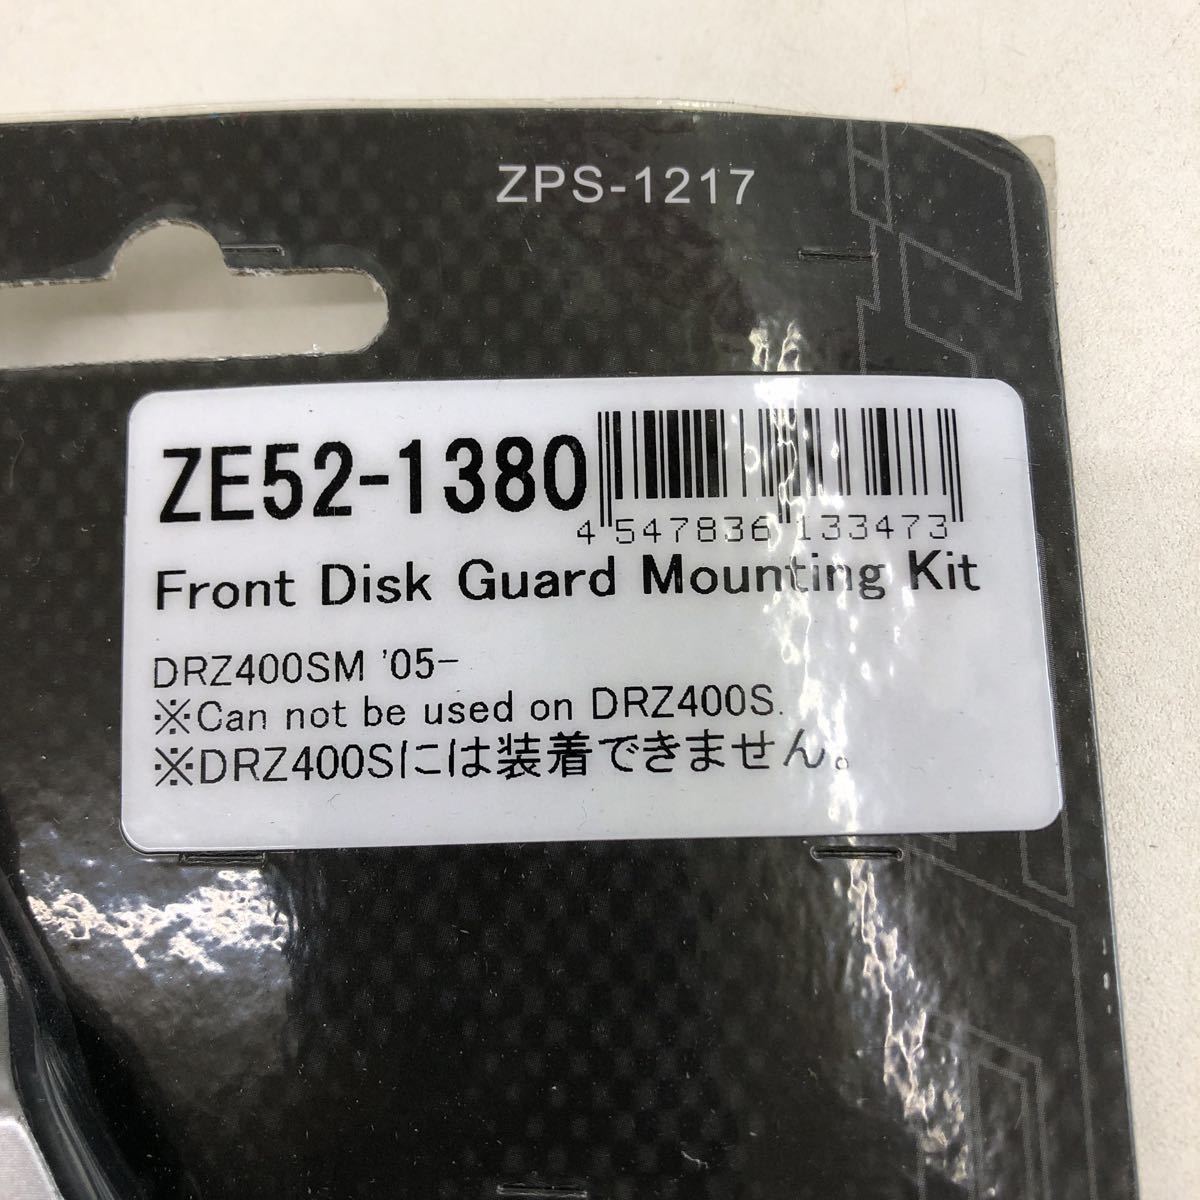 ZPS-1217
ZE52-1380
4 547836 133473
Front Disk Guard Mounting Kit
DRZ400SM '05-
※Can not be used on DRZ400S.
※DRZ400Sには装着できません。